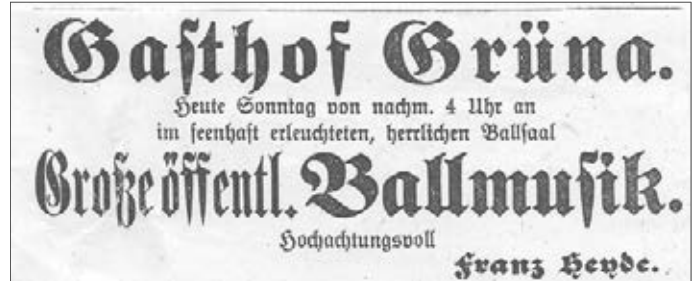 Gasthof Grüna.
Heute Sonntag von nachm. 4 Uhr an
im feenhaft erleuchteten, herrlichen Ballsaal
Große öffentl. Ballmusik.
Hochachtungsvoll
Franz Heyde.